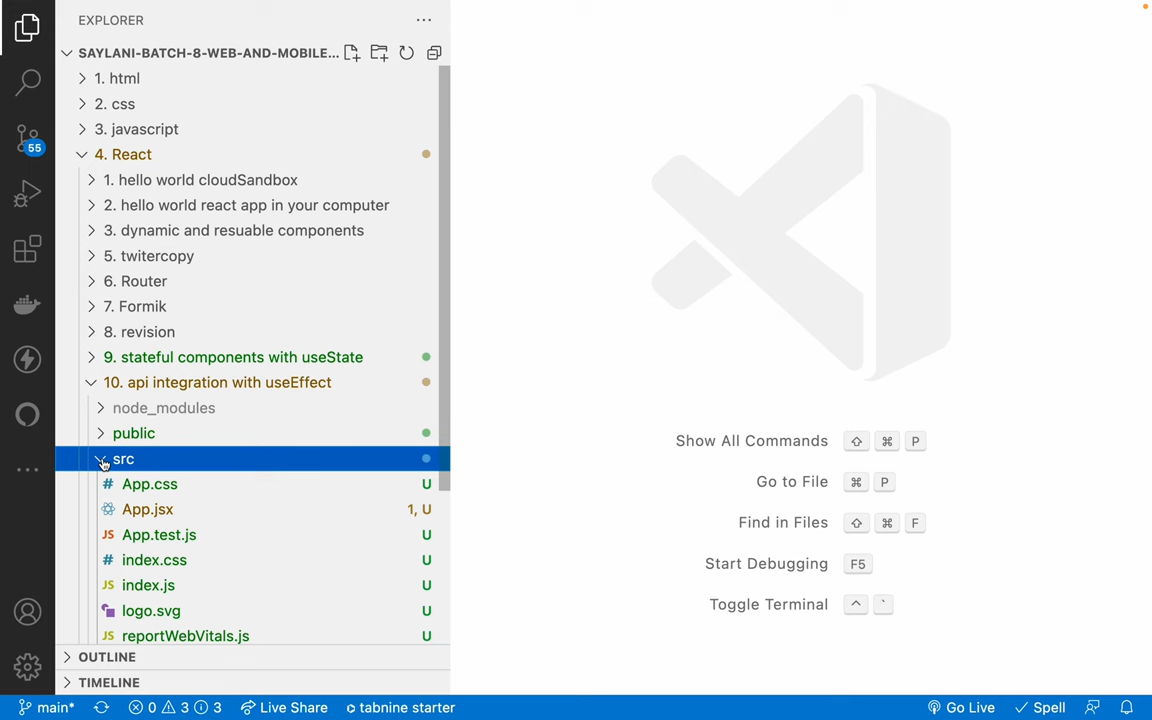 EXPLORER
SAYLANI-BATCH-8-WEB-AND-MOBILE...
1. html
2. css
3. javascript
4. React
1. hello world cloudSandbox
2. hello world react app in your computer
3. dynamic and resuable components
5. twitercopy
6. Router
7. Formik
8. revision
9. stateful components with useState
10. api integration with useEffect
node_modules
public
src
# App.css U
App.jsx 1, U
JS App.test.js U
# index.css U
JS index.js U
logo.svg U
JS reportWebVitals.js U
OUTLINE
TIMELINE
55
Show All Commands ⇧ ⌘ P
Go to File ⌘ P
Find in Files ⇧ ⌘ F
Start Debugging F5
Toggle Terminal ^ `
main* 0 3 3 Live Share tabnine starter Go Live Spell